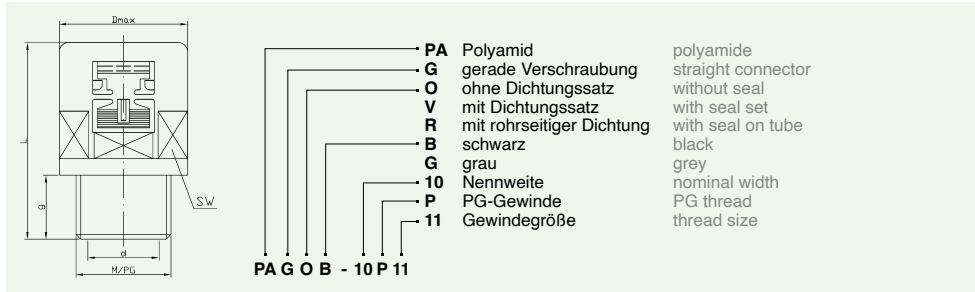 Dmax
L
g
SW
d
M/PG
PA Polyamid polyamide
G gerade Verschraubung straight connector
O ohne Dichtungssatz without seal
V mit Dichtungssatz with seal set
R mit rohrseitiger Dichtung with seal on tube
B schwarz black
G grau grey
10 Nennweite nominal width
P PG-Gewinde PG thread
11 Gewindegröße thread size
PA G O B - 10 P 11